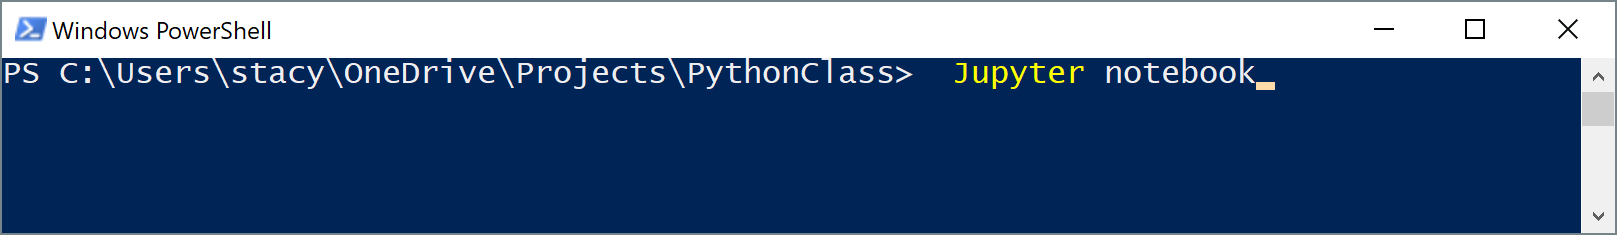 Windows PowerShell
PS C:\Users\stacy\OneDrive\Projects\PythonClass>  Jupyter notebook